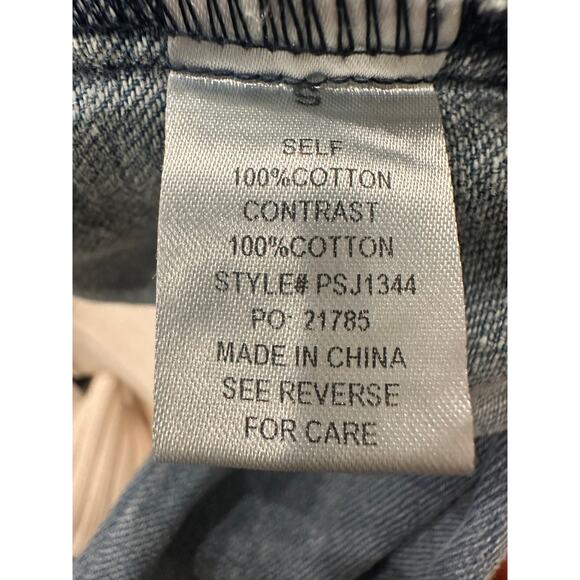 S
SELF
100%COTTON
CONTRAST
100%COTTON
STYLE# PSJ1344
PO: 21785
MADE IN CHINA
SEE REVERSE
FOR CARE